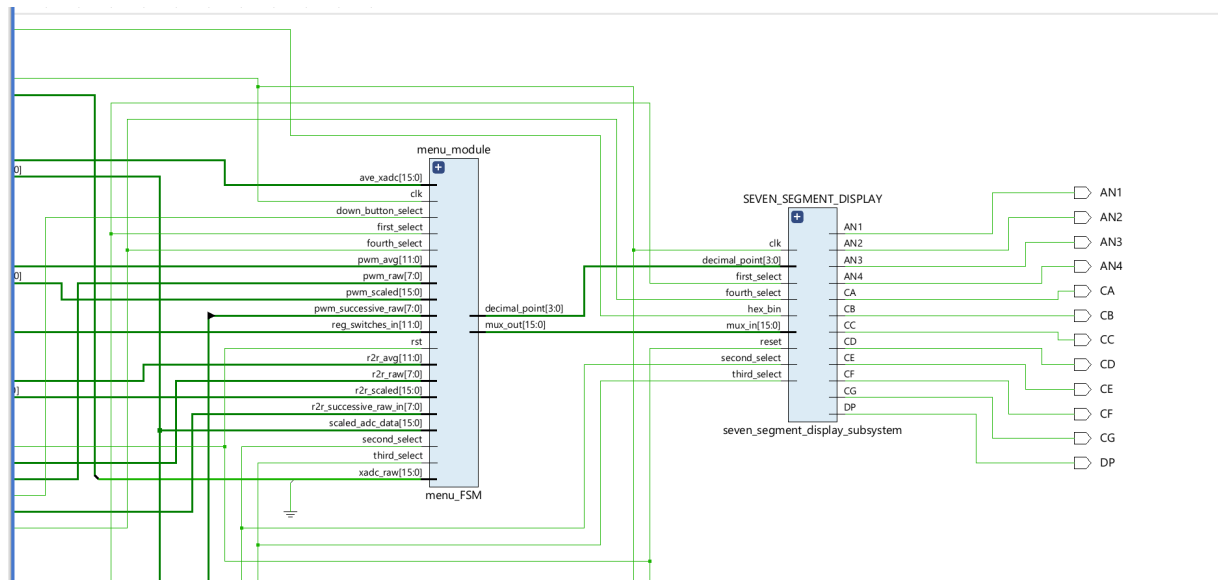 menu_module
0]
0]
]
ave_xadc[15:0]
clk
down_button_select
first_select
fourth_select
pwm_avg[11:0]
pwm_raw[7:0]
pwm_scaled[15:0]
pwm_successive_raw[7:0]
reg_switches_in[11:0]
rst
r2r_avg[11:0]
r2r_raw[7:0]
r2r_scaled[15:0]
r2r_successive_raw_in[7:0]
scaled_adc_data[15:0]
second_select
third_select
xadc_raw[15:0]
decimal_point[3:0]
mux_out[15:0]
menu_FSM
SEVEN_SEGMENT_DISPLAY
clk
decimal_point[3:0]
first_select
fourth_select
hex_bin
mux_in[15:0]
reset
second_select
third_select
AN1
AN2
AN3
AN4
CA
CB
CC
CD
CE
CF
CG
DP
seven_segment_display_subsystem
AN1
AN2
AN3
AN4
CA
CB
CC
CD
CE
CF
CG
DP